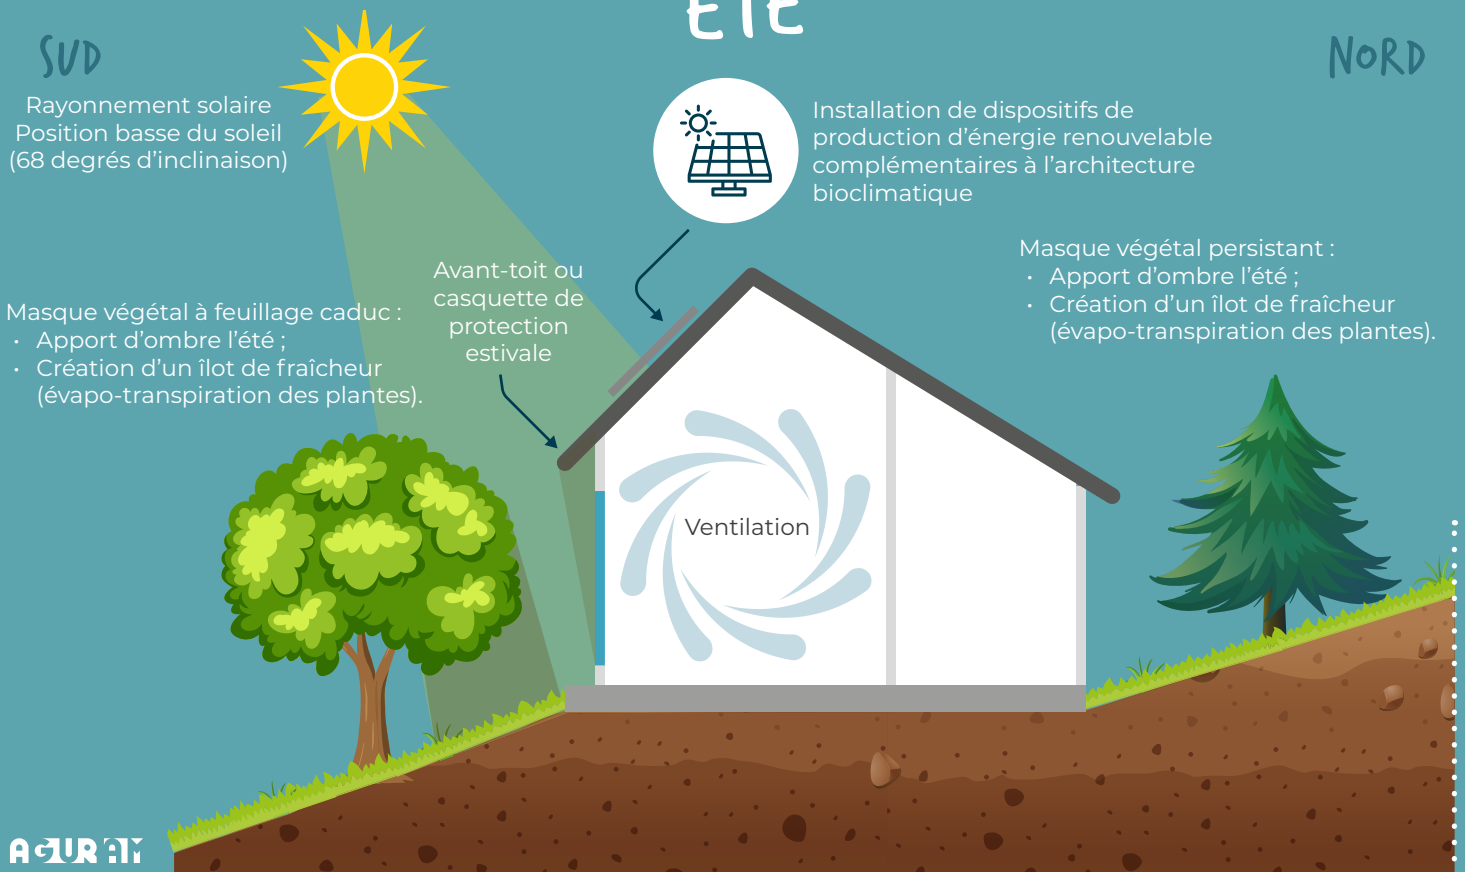 ÉTÉ
SUD
NORD
Rayonnement solaire
Position basse du soleil
(68 degrés d'inclinaison)
Installation de dispositifs de
production d'énergie renouvelable
complémentaires à l'architecture
bioclimatique
Masque végétal persistant :
• Apport d'ombre l'été ;
• Création d'un îlot de fraîcheur
(évapo-transpiration des plantes).
Avant-toit ou
casquette de
protection
estivale
Masque végétal à feuillage caduc :
• Apport d'ombre l'été ;
• Création d'un îlot de fraîcheur
(évapo-transpiration des plantes).
Ventilation
AGURAM